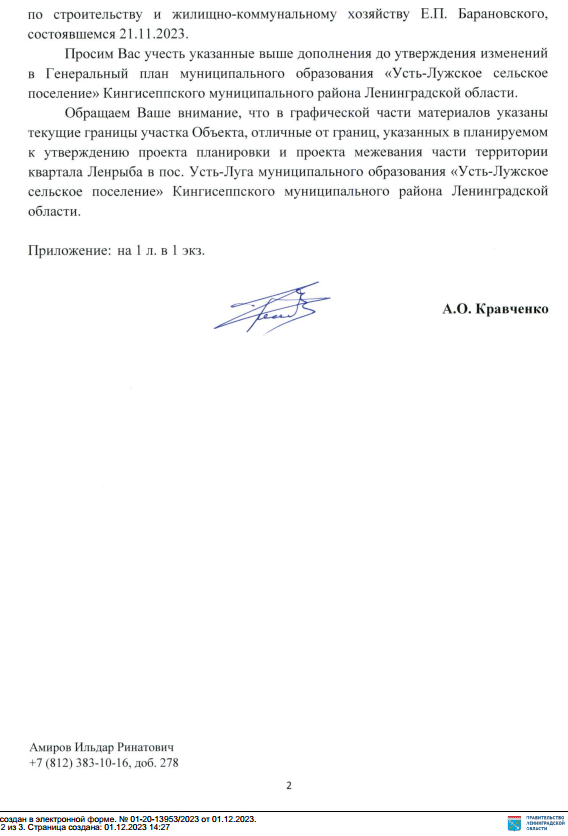 по строительству и жилищно-коммунальному хозяйству Е.П. Барановского,
состоявшемся 21.11.2023.
Просим Вас учесть указанные выше дополнения до утверждения изменений
в Генеральный план муниципального образования «Усть-Лужское сельское
поселение» Кингисеппского муниципального района Ленинградской области.
Обращаем Ваше внимание, что в графической части материалов указаны
текущие границы участка Объекта, отличные от границ, указанных в планируемом
к утверждению проекта планировки и проекта межевания части территории
квартала Ленрыба в пос. Усть-Луга муниципального образования «Усть-Лужское
сельское поселение» Кингисеппского муниципального района Ленинградской
области.
Приложение: на 1 л. в 1 экз.
А.О. Кравченко
Амиров Ильдар Ринатович
+7 (812) 383-10-16, доб. 278
2
создан в электронной форме. № 01-20-13953/2023 от 01.12.2023.
2 из 3. Страница создана: 01.12.2023 14:27
ПРАВИТЕЛЬСТВО
ЛЕНИНГРАДСКОЙ
ОБЛАСТИ